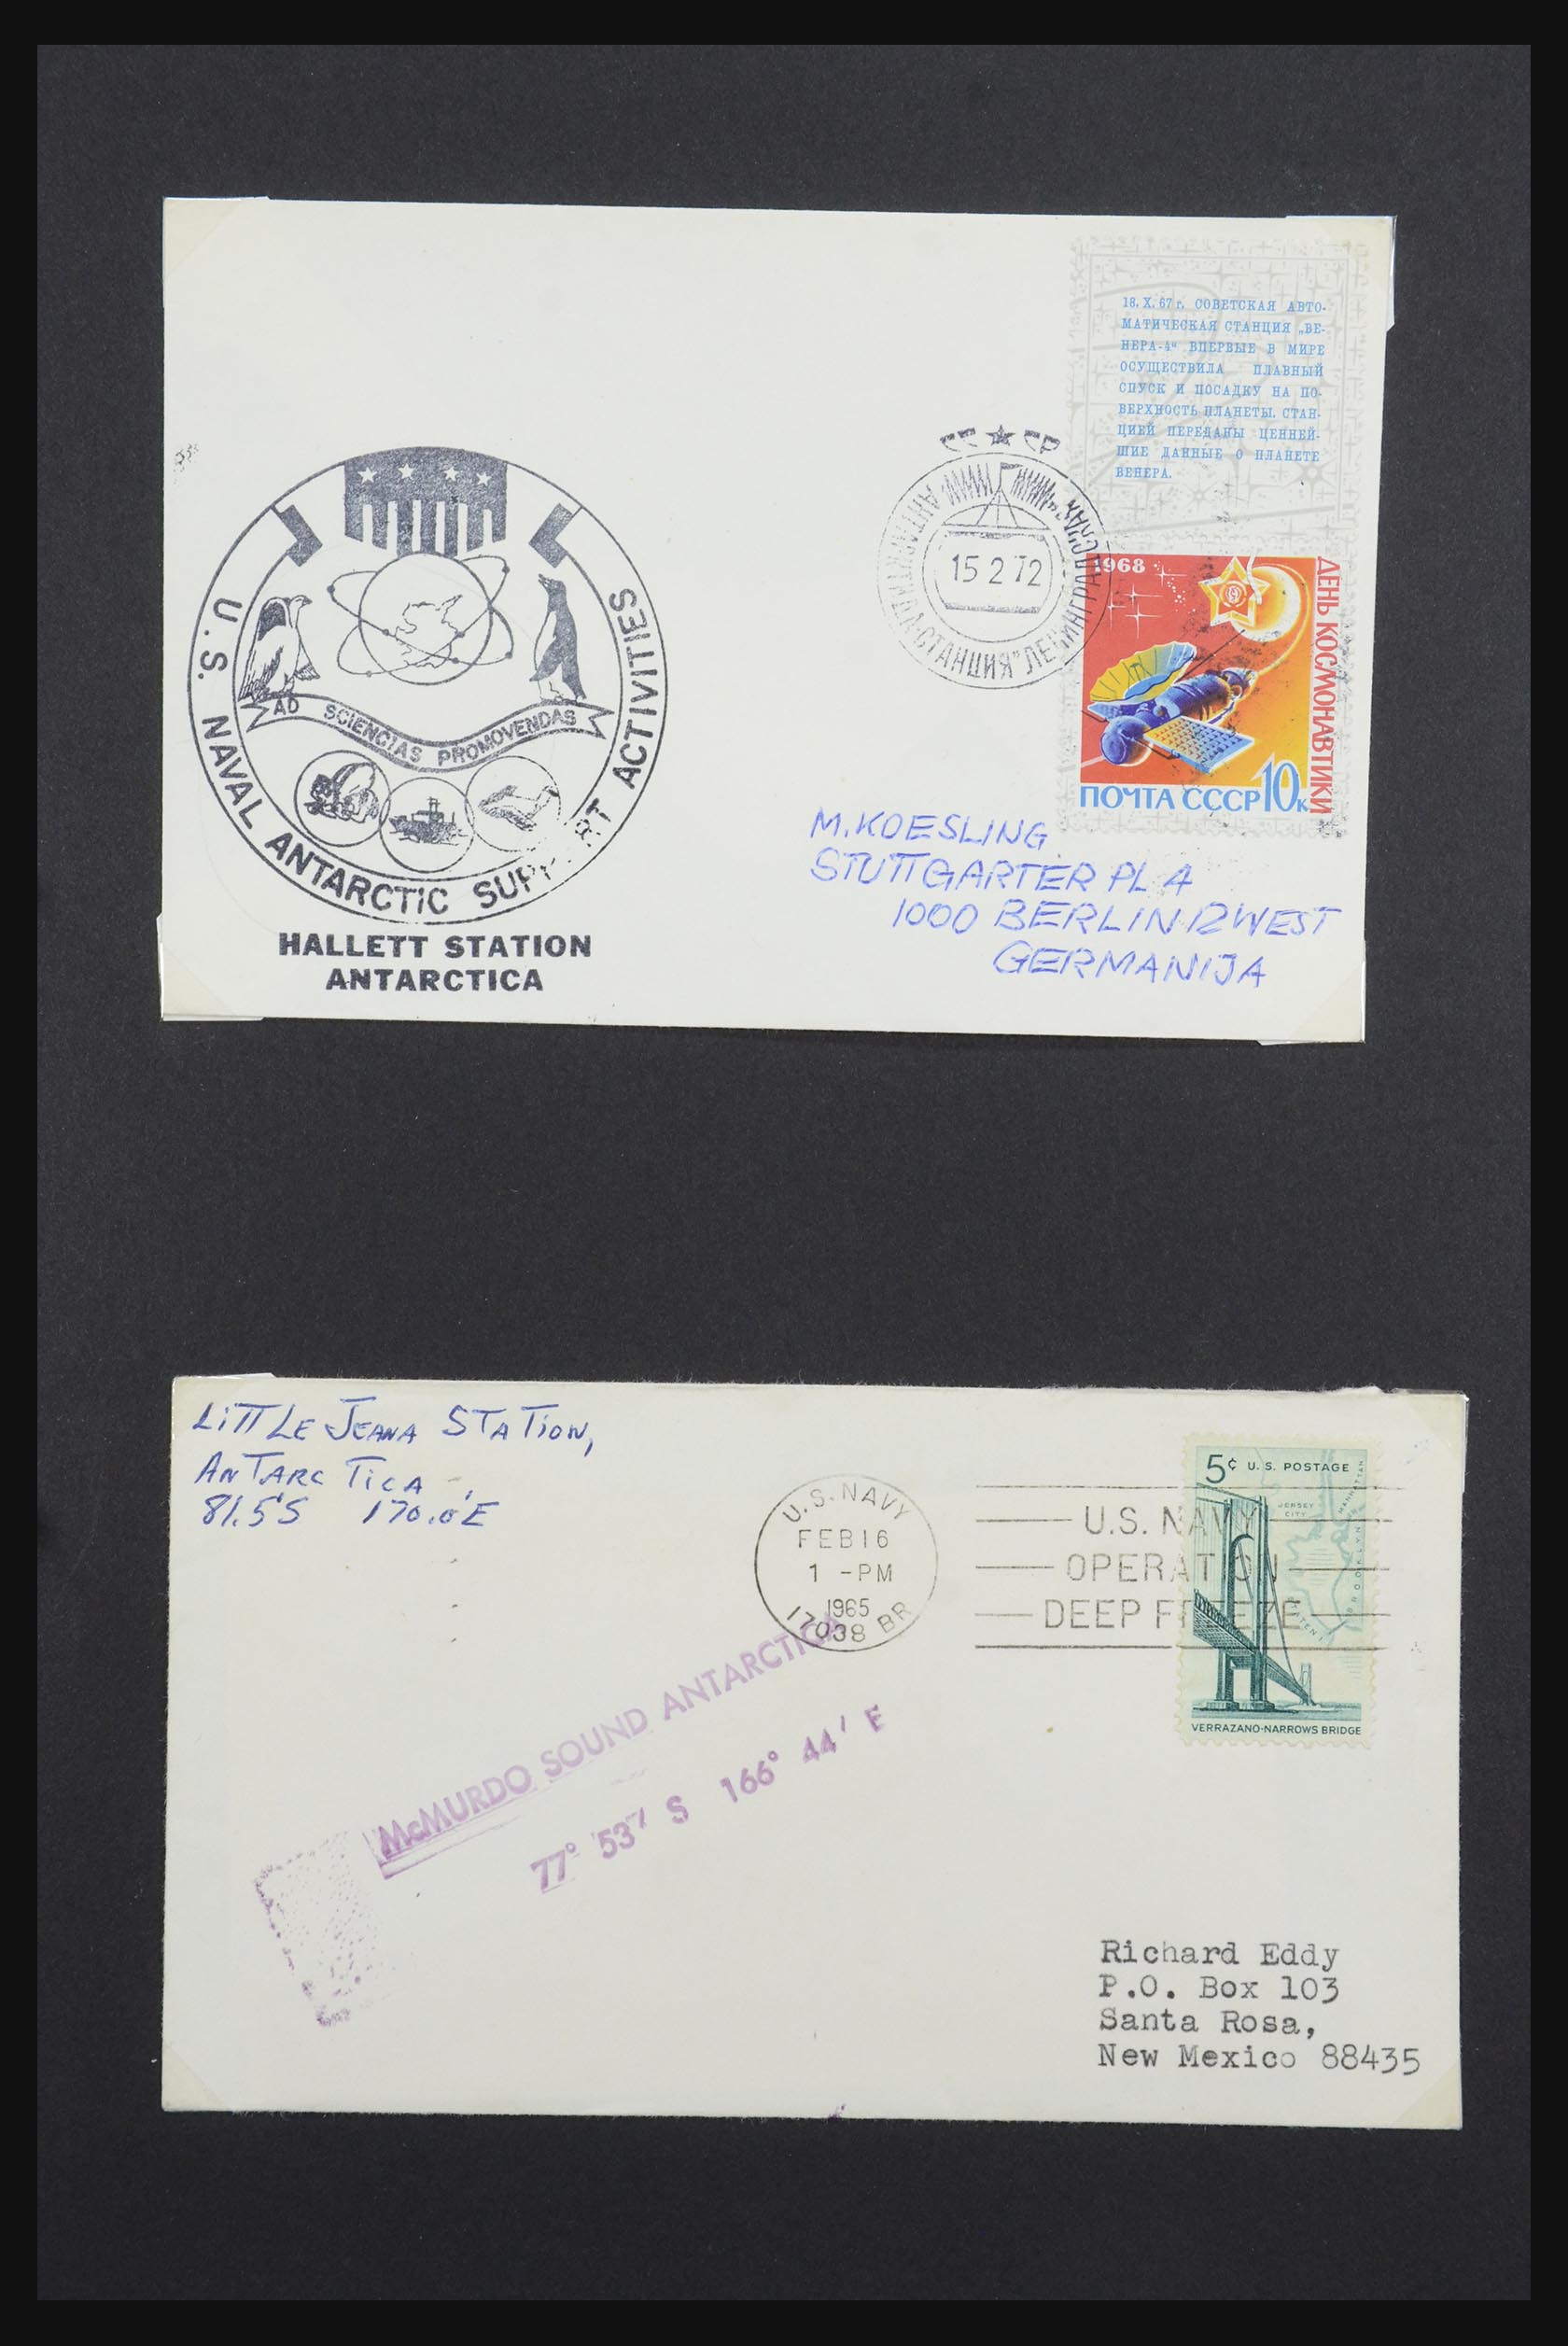 18.X.67 г. СОВЕТСКАЯ АВТО-
МАТИЧЕСКАЯ СТАНЦИЯ „ВЕ-
НЕРА-4“ ВПЕРВЫЕ В МИРЕ
ОСУЩЕСТВИЛА ПЛАВНЫЙ
СПУСК И ПОСАДКУ НА ПО-
ВЕРХНОСТЬ ПЛАНЕТЫ. СТАН-
ЦИЕЙ ПЕРЕДАНЫ ЦЕННЕЙ-
ШИЕ ДАННЫЕ О ПЛАНЕТЕ
ВЕНЕРА.
15 2 72
АНТАРКТИДА·СТАНЦИЯ "ЛЕНИНГРАДСКАЯ"
1968
ДЕНЬ КОСМОНАВТИКИ
ПОЧТА СССР 10к
U.S. NAVAL ANTARCTIC SUPPORT ACTIVITIES
AD SCIENCIAS PROMOVENDAS
HALLETT STATION
ANTARCTICA
M. KOESLING
STUTTGARTER PL 4
1000 BERLIN·12 WEST
GERMANIJA
LITTLE JEANA STATION,
ANTARCTICA,
81.5'S 170.0'E
U.S. NAVY
FEB 16
1 -PM
1965
17038 BR
U.S. NAVY
OPERATION
DEEP FREEZE
5¢ U.S. POSTAGE
JERSEY
CITY
MANHATTAN
BROOKLYN
VERRAZANO-NARROWS BRIDGE
McMURDO SOUND ANTARCTICA
77° 53' S 166° 44' E
Richard Eddy
P.O. Box 103
Santa Rosa,
New Mexico 88435